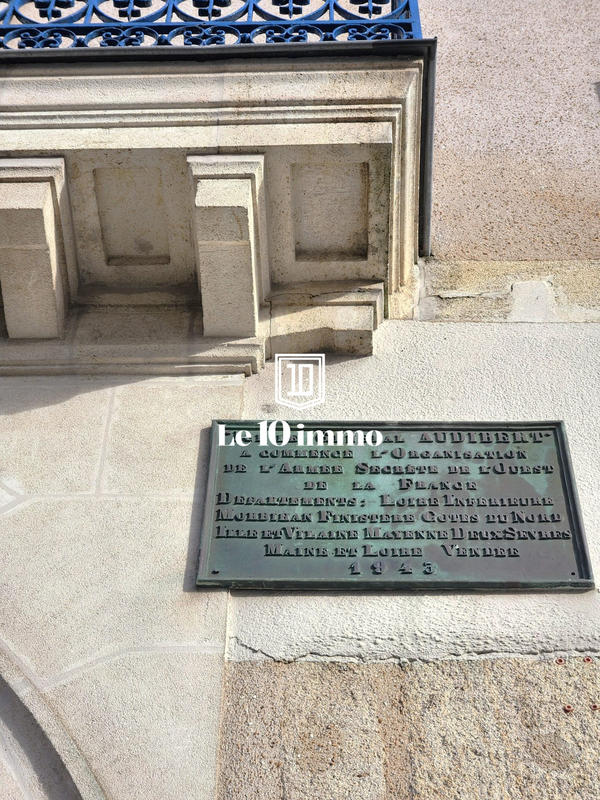 10
Le 10 immo
AL AUDIBERT
A COMMENCE L'ORGANISATION
DE L'ARMEE SECRETE DE L'OUEST
DE LA FRANCE
DEPARTEMENTS: LOIRE INFERIEURE
MORBIHAN FINISTERE COTES DU NORD
ILLE ET VILAINE MAYENNE DEUX SEVRES
MAINE ET LOIRE VENDEE
1943